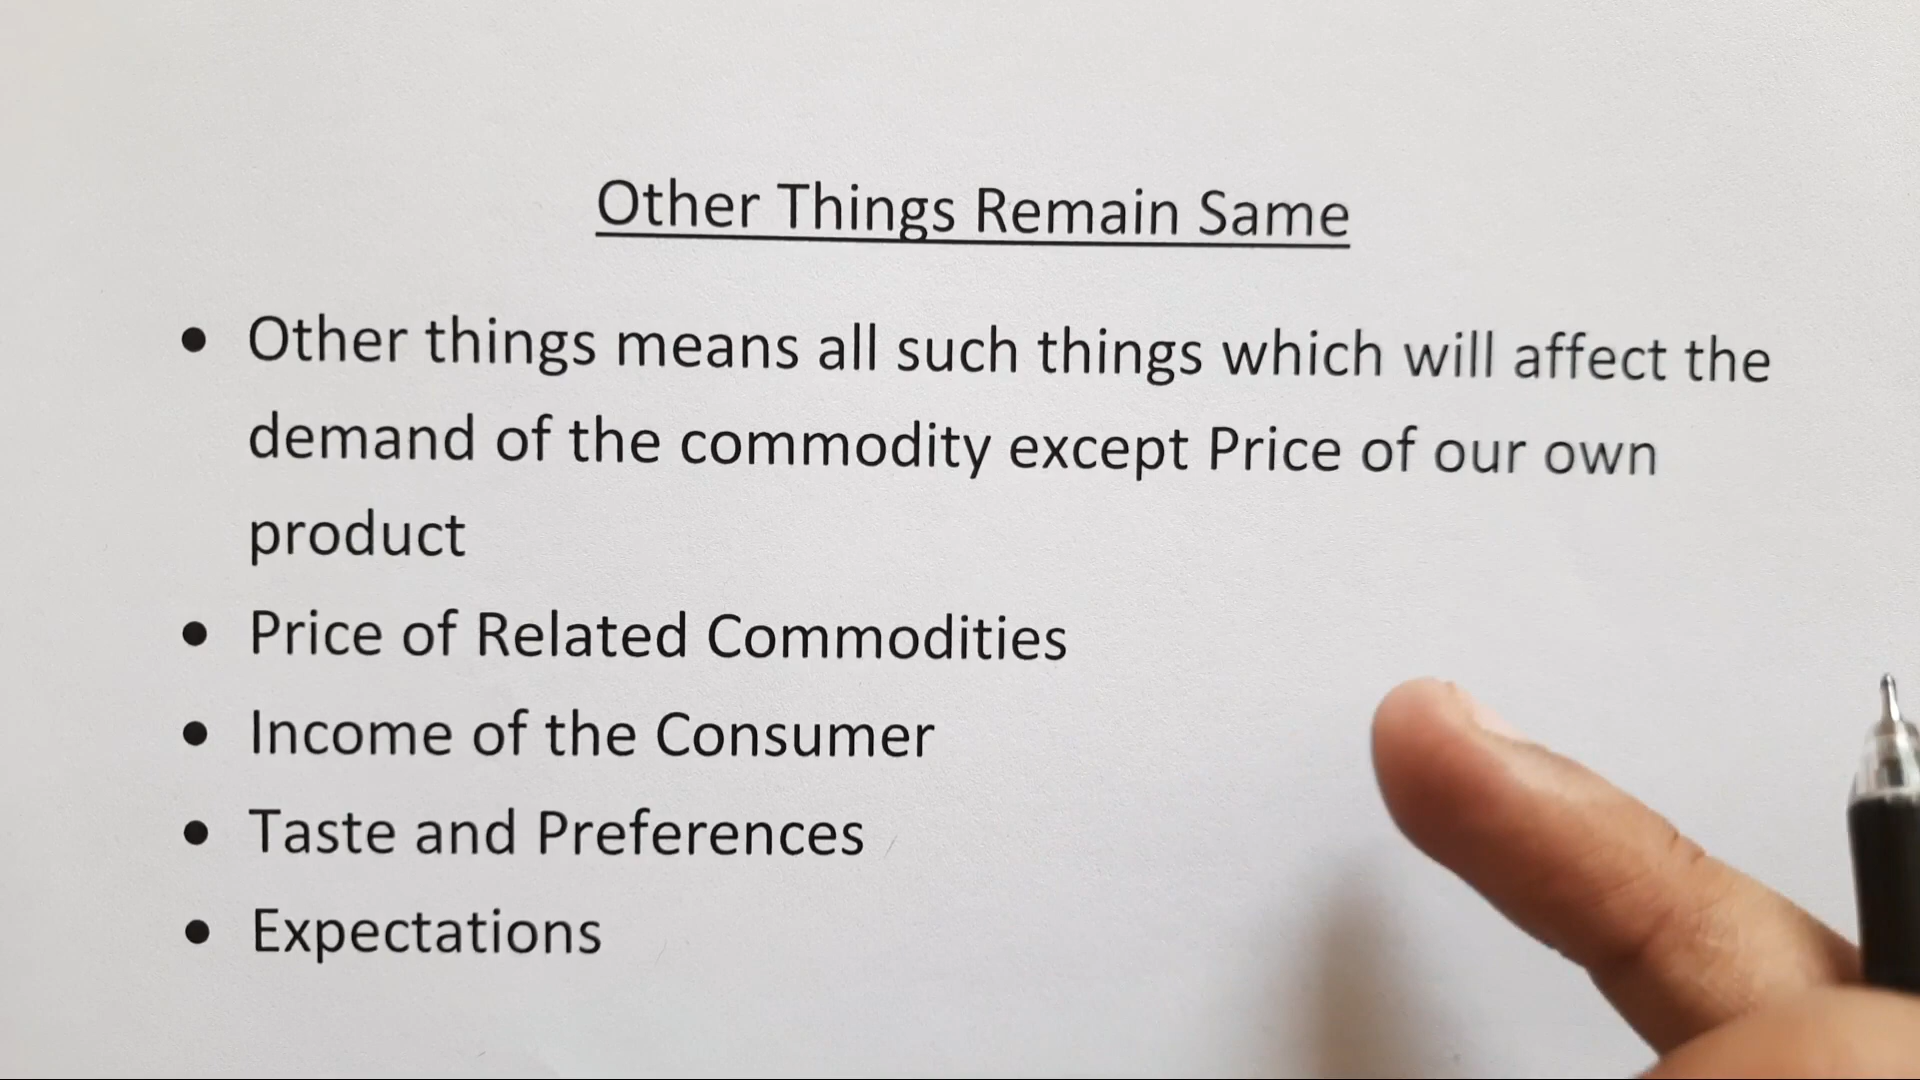 Other Things Remain Same
• Other things means all such things which will affect the
demand of the commodity except Price of our own
product
• Price of Related Commodities
• Income of the Consumer
• Taste and Preferences
• Expectations